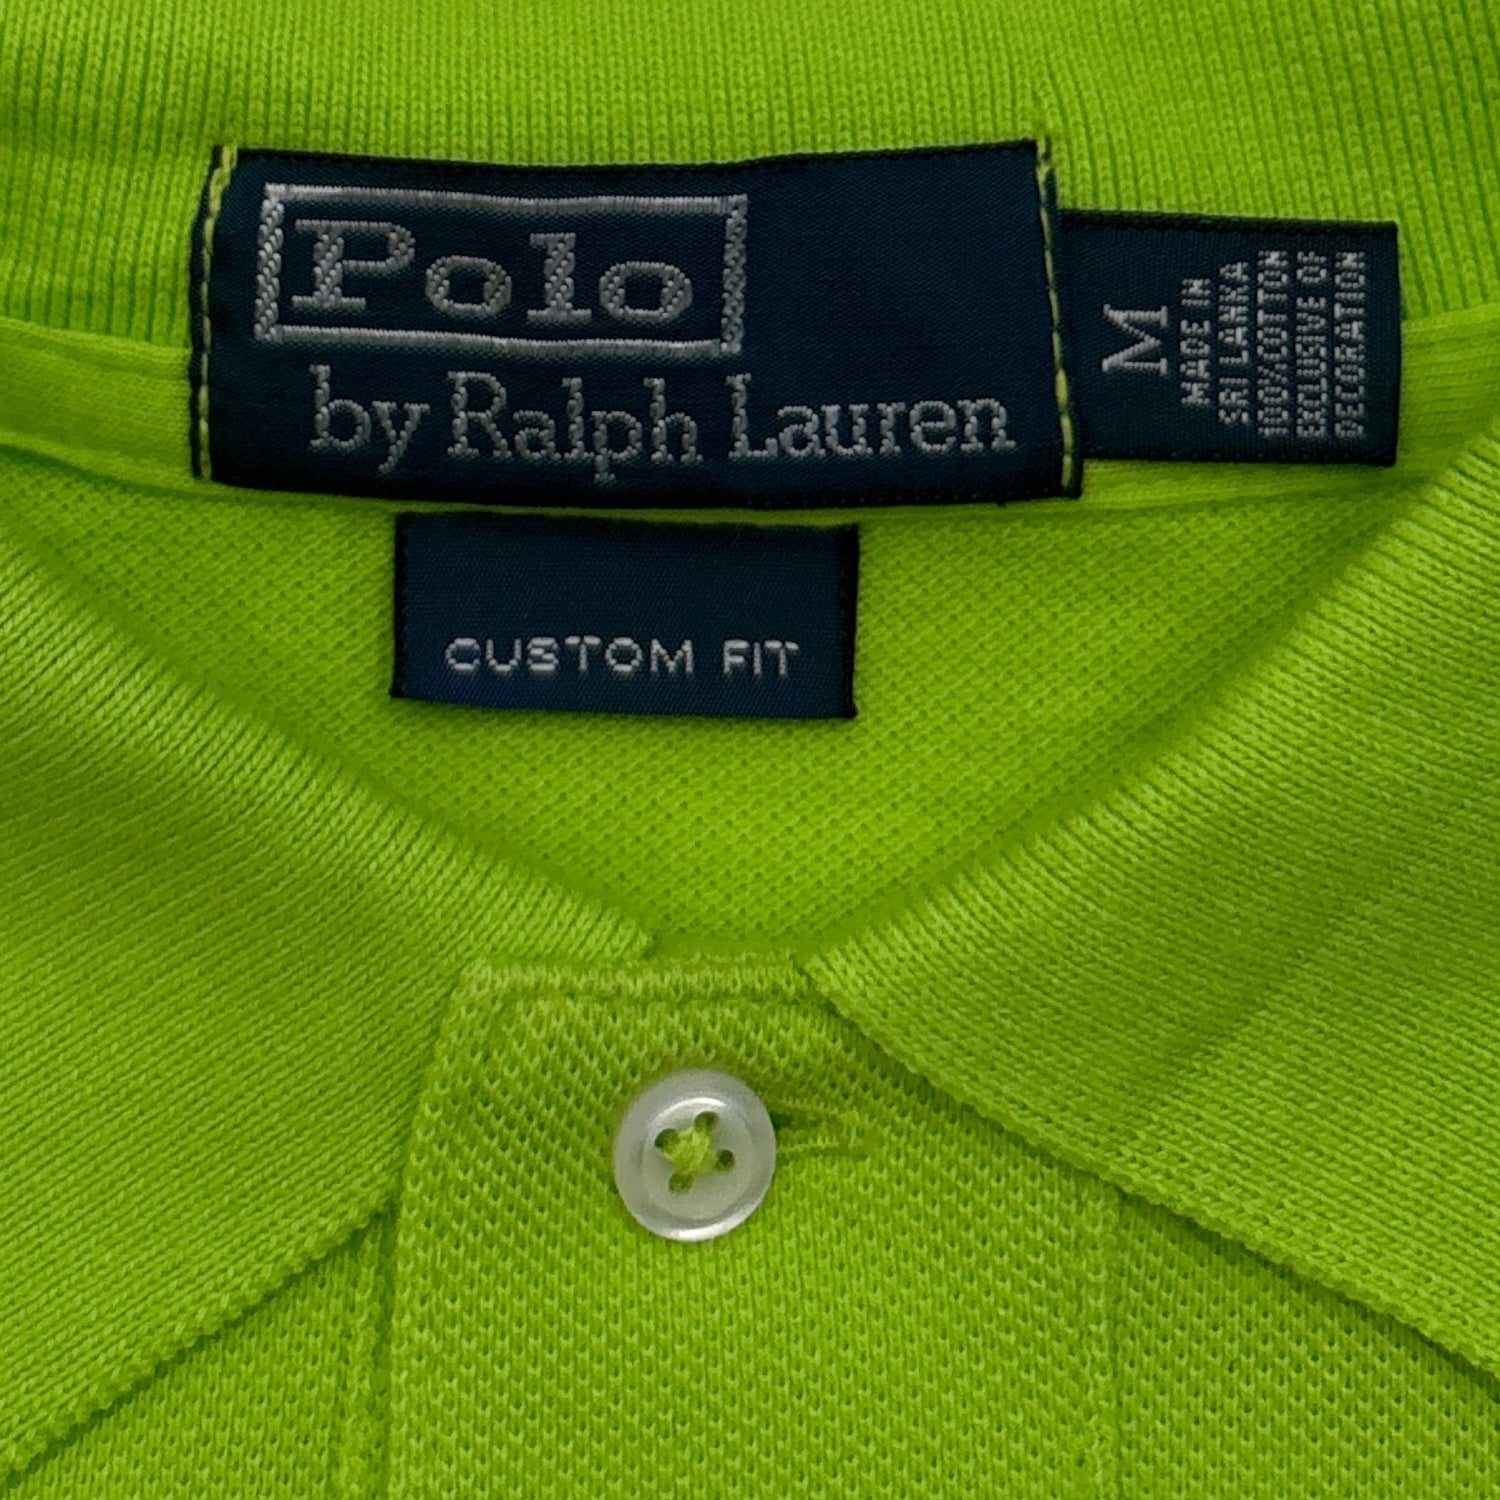 Polo
by Ralph Lauren
M
MADE IN
SRI LANKA
100% COTTON
EXCLUSIVE OF
DECORATION
CUSTOM FIT